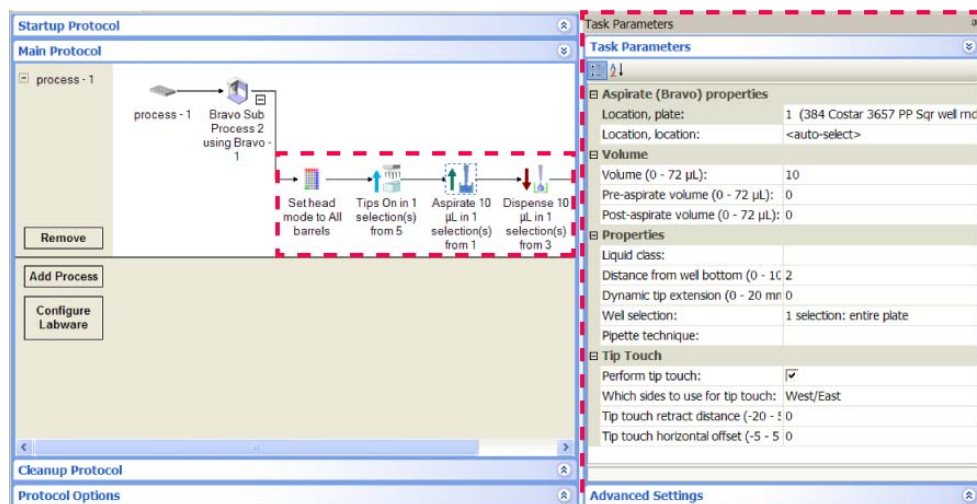 Startup Protocol
Main Protocol
process - 1
process - 1
Bravo Sub
Process 2
using Bravo -
1
Set head
mode to All
barrels
Tips On in 1
selection(s)
from 5
Aspirate 10
µL in 1
selection(s)
from 1
Dispense 10
µL in 1
selection(s)
from 3
Remove
Add Process
Configure
Labware
Cleanup Protocol
Protocol Options
Task Parameters
Task Parameters
Aspirate (Bravo) properties
Location, plate: 1 (384 Costar 3657 PP Sqr well rnd
Location, location: <auto-select>
Volume
Volume (0 - 72 µL): 10
Pre-aspirate volume (0 - 72 µL): 0
Post-aspirate volume (0 - 72 µL): 0
Properties
Liquid class:
Distance from well bottom (0 - 10 2
Dynamic tip extension (0 - 20 mm 0
Well selection: 1 selection: entire plate
Pipette technique:
Tip Touch
Perform tip touch:
Which sides to use for tip touch: West/East
Tip touch retract distance (-20 - 5 0
Tip touch horizontal offset (-5 - 5 0
Advanced Settings